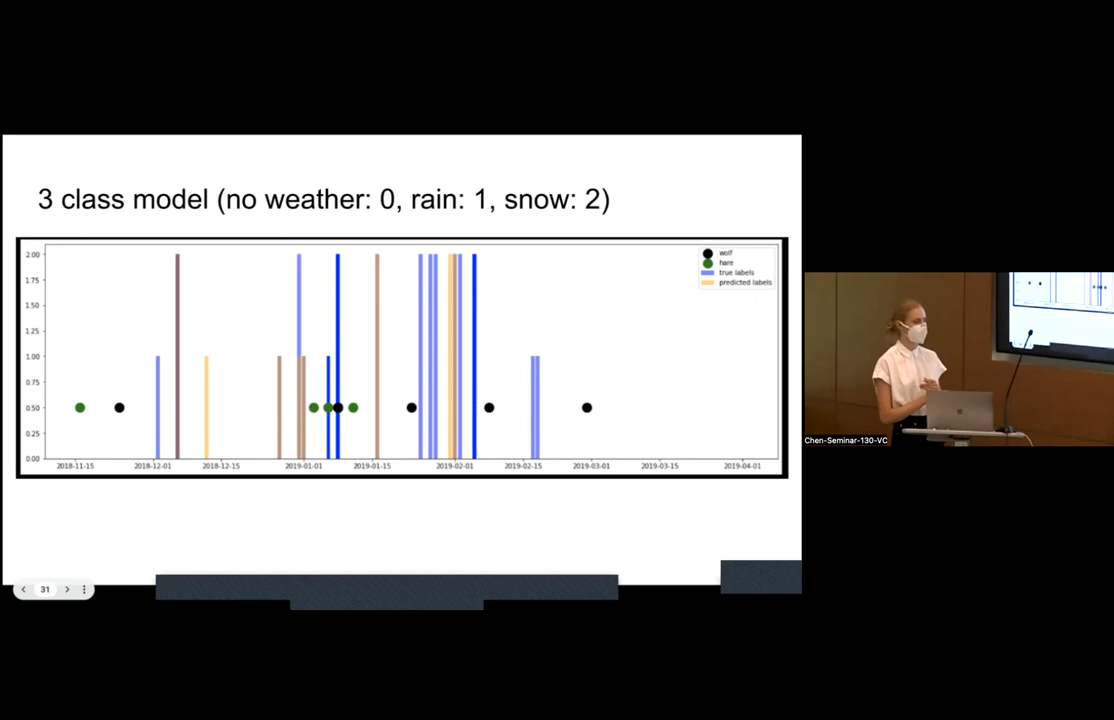 3 class model (no weather: 0, rain: 1, snow: 2)
2.00
1.75
1.50
1.25
1.00
0.75
0.50
0.25
0.00
wolf
hare
true labels
predicted labels
2018-11-15 2018-12-01 2018-12-15 2019-01-01 2019-01-15 2019-02-01 2019-02-15 2019-03-01 2019-03-15 2019-04-01
Chen-Seminar-130-VC
31